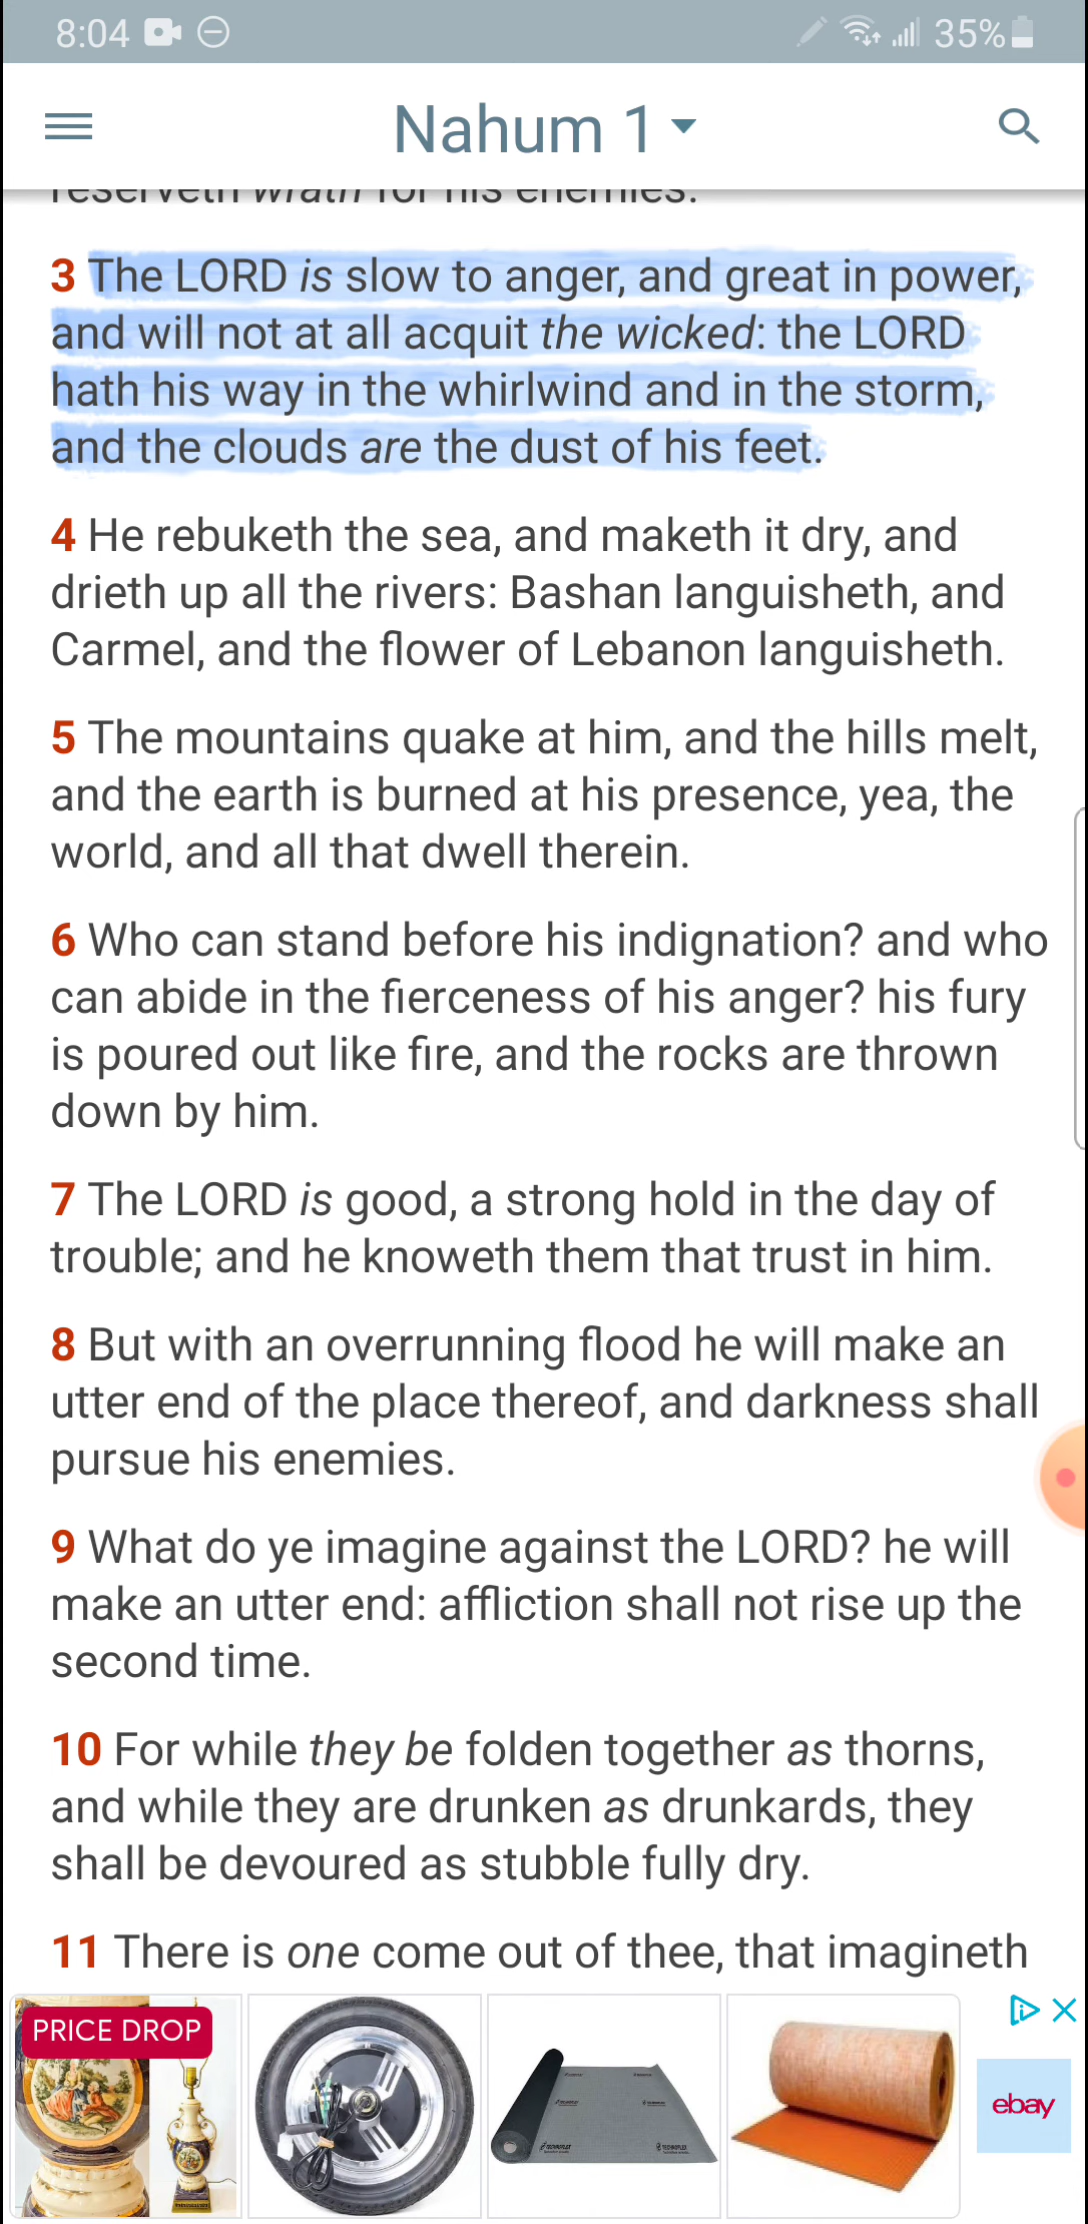 8:04
35%
Nahum 1
reserveth wrath for his enemies.
3 The LORD is slow to anger, and great in power,
and will not at all acquit the wicked: the LORD
hath his way in the whirlwind and in the storm,
and the clouds are the dust of his feet.
4 He rebuketh the sea, and maketh it dry, and
drieth up all the rivers: Bashan languisheth, and
Carmel, and the flower of Lebanon languisheth.
5 The mountains quake at him, and the hills melt,
and the earth is burned at his presence, yea, the
world, and all that dwell therein.
6 Who can stand before his indignation? and who
can abide in the fierceness of his anger? his fury
is poured out like fire, and the rocks are thrown
down by him.
7 The LORD is good, a strong hold in the day of
trouble; and he knoweth them that trust in him.
8 But with an overrunning flood he will make an
utter end of the place thereof, and darkness shall
pursue his enemies.
9 What do ye imagine against the LORD? he will
make an utter end: affliction shall not rise up the
second time.
10 For while they be folden together as thorns,
and while they are drunken as drunkards, they
shall be devoured as stubble fully dry.
11 There is one come out of thee, that imagineth
PRICE DROP
ebay